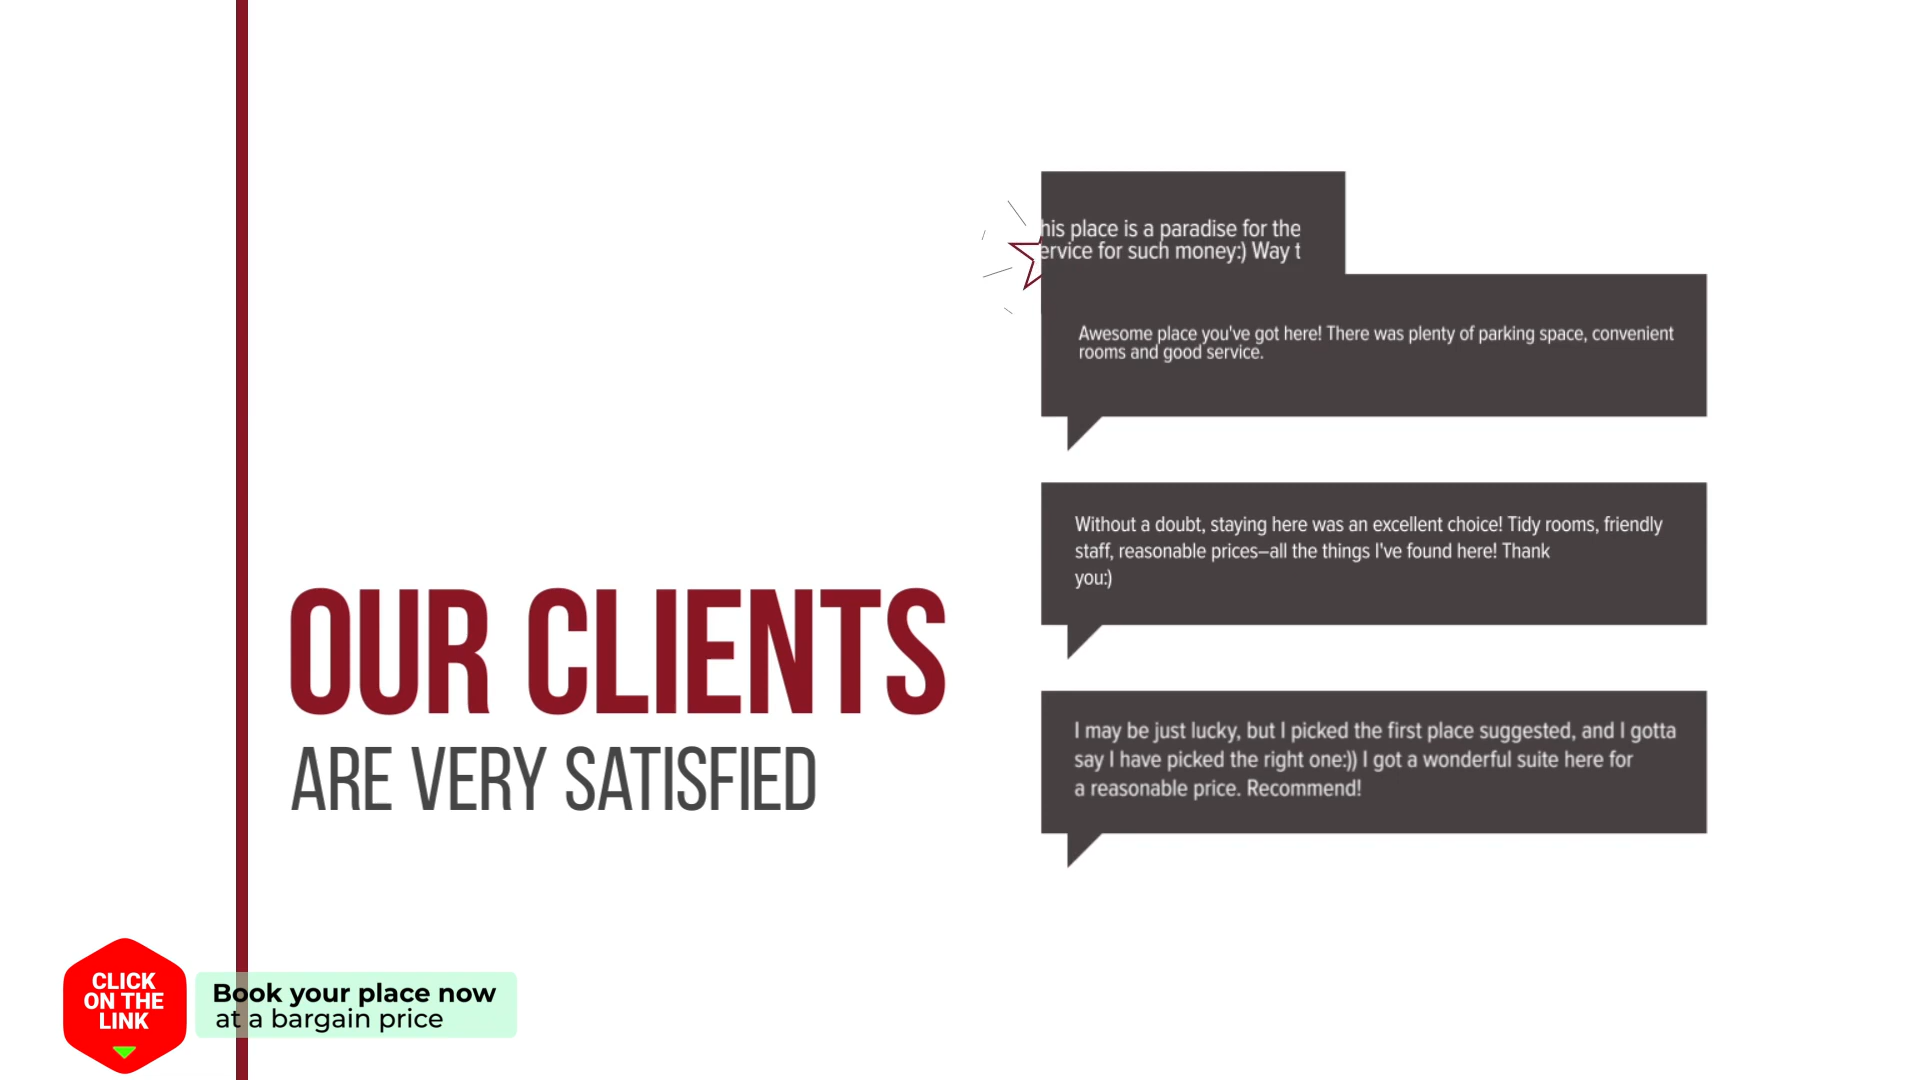 his place is a paradise for the
ervice for such money:) Way t
Awesome place you've got here! There was plenty of parking space, convenient
rooms and good service.
Without a doubt, staying here was an excellent choice! Tidy rooms, friendly
staff, reasonable prices–all the things I've found here! Thank
you:)
I may be just lucky, but I picked the first place suggested, and I gotta
say I have picked the right one:)) I got a wonderful suite here for
a reasonable price. Recommend!
OUR CLIENTS
ARE VERY SATISFIED
CLICK
ON THE
LINK
Book your place now
at a bargain price